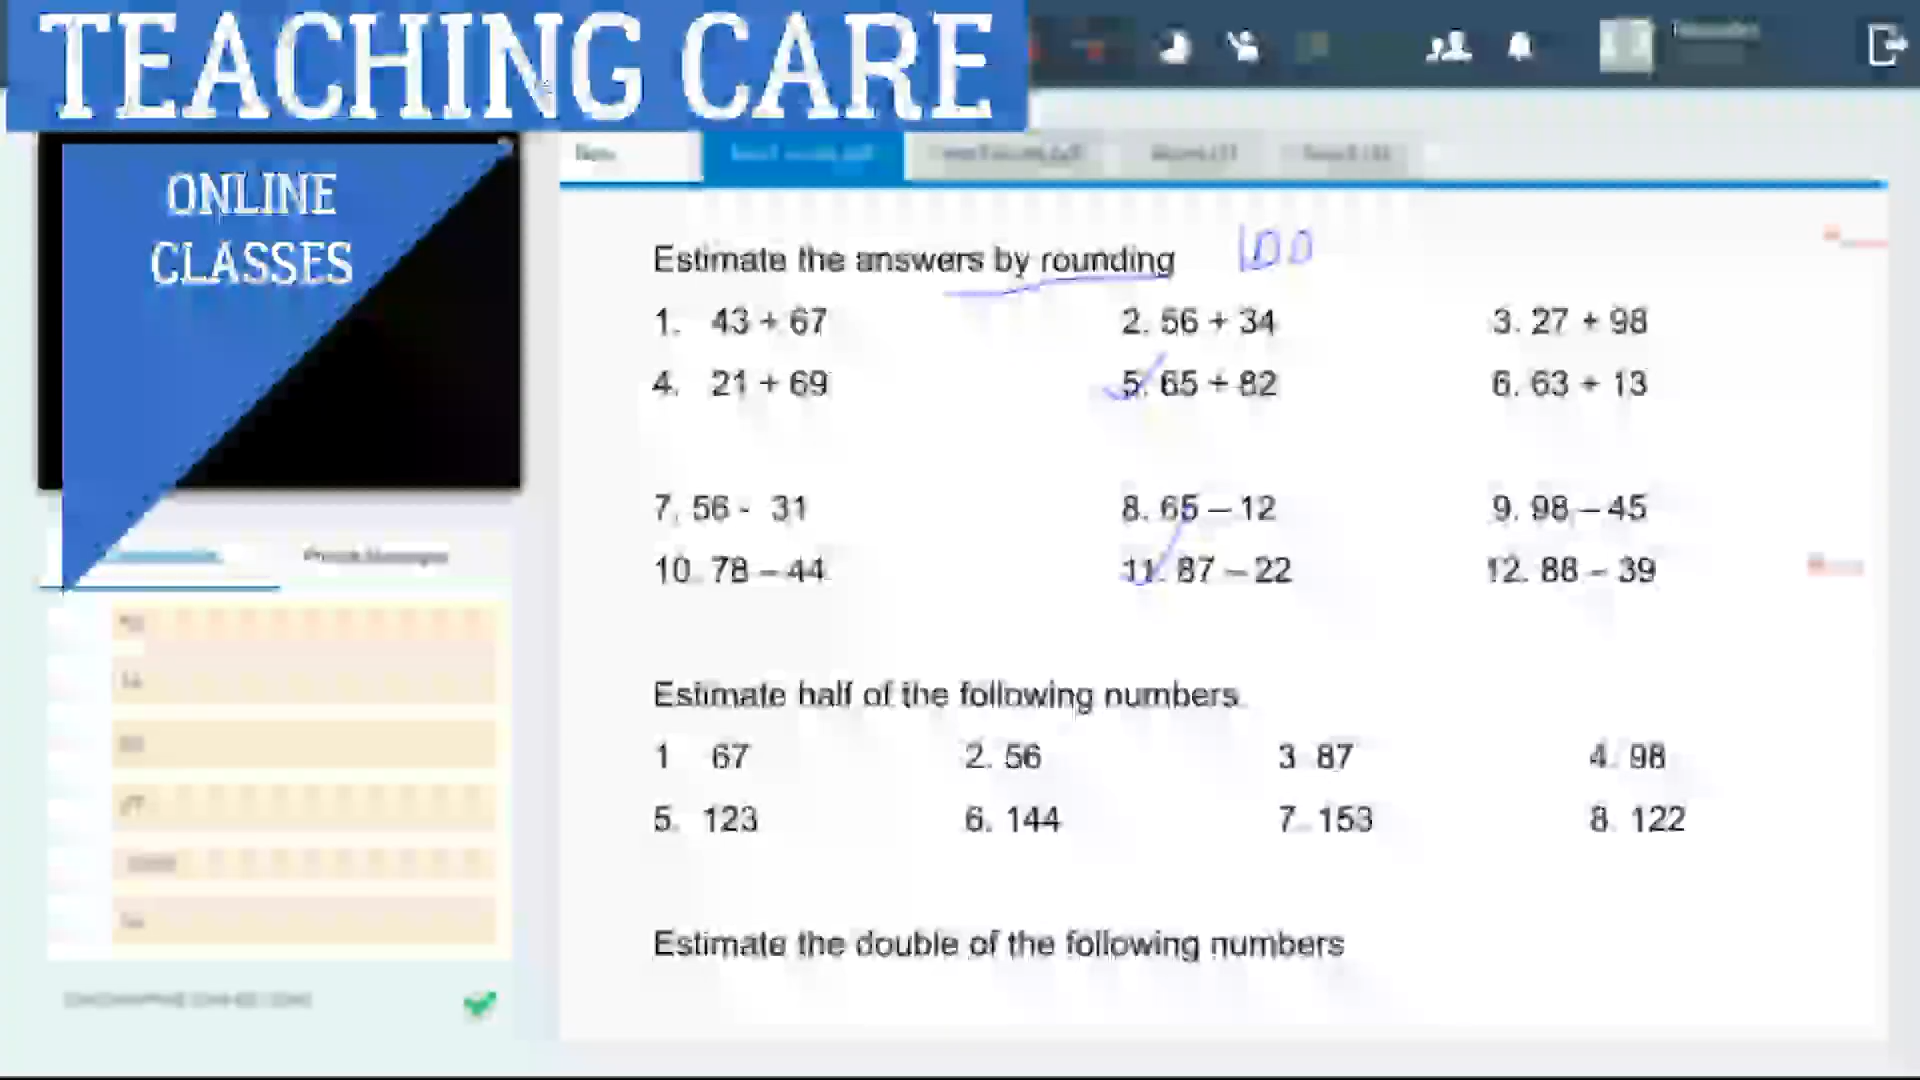 TEACHING CARE
ONLINE
CLASSES
Estimate the answers by rounding 100
1. 43 + 67 2. 56 + 34 3. 27 + 98
4. 21 + 69 5. 65 + 82 6. 63 + 13
7. 56 - 31 8. 65 – 12 9. 98 – 45
10. 78 – 44 11. 87 – 22 12. 88 – 39
Estimate half of the following numbers.
1 67 2. 56 3 87 4. 98
5. 123 6. 144 7. 153 8. 122
Estimate the double of the following numbers